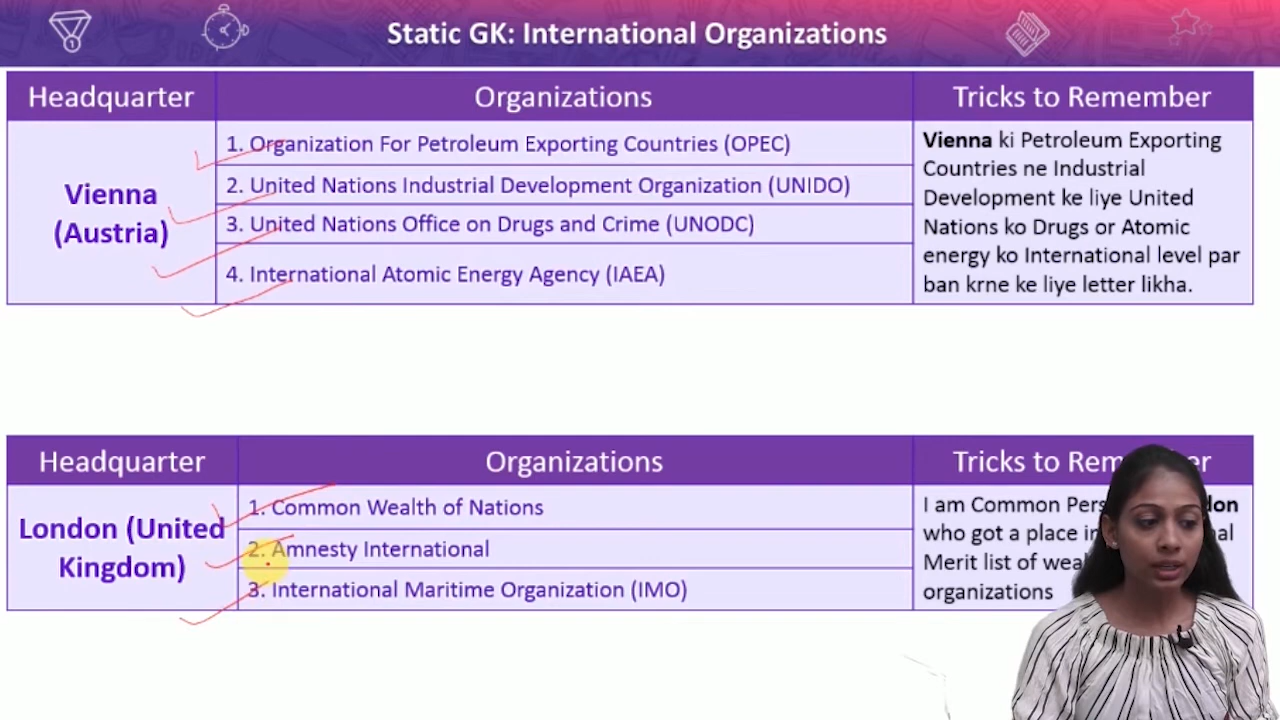 Static GK: International Organizations
Headquarter Organizations Tricks to Remember
Vienna
(Austria)
1. Organization For Petroleum Exporting Countries (OPEC)
2. United Nations Industrial Development Organization (UNIDO)
3. United Nations Office on Drugs and Crime (UNODC)
4. International Atomic Energy Agency (IAEA)
Vienna ki Petroleum Exporting
Countries ne Industrial
Development ke liye United
Nations ko Drugs or Atomic
energy ko International level par
ban krne ke liye letter likha.
Headquarter Organizations Tricks to
London (United
Kingdom)
1. Common Wealth of Nations
2. Amnesty International
3. International Maritime Organization (IMO)
I am Common
who got a place
Merit list of
organizations